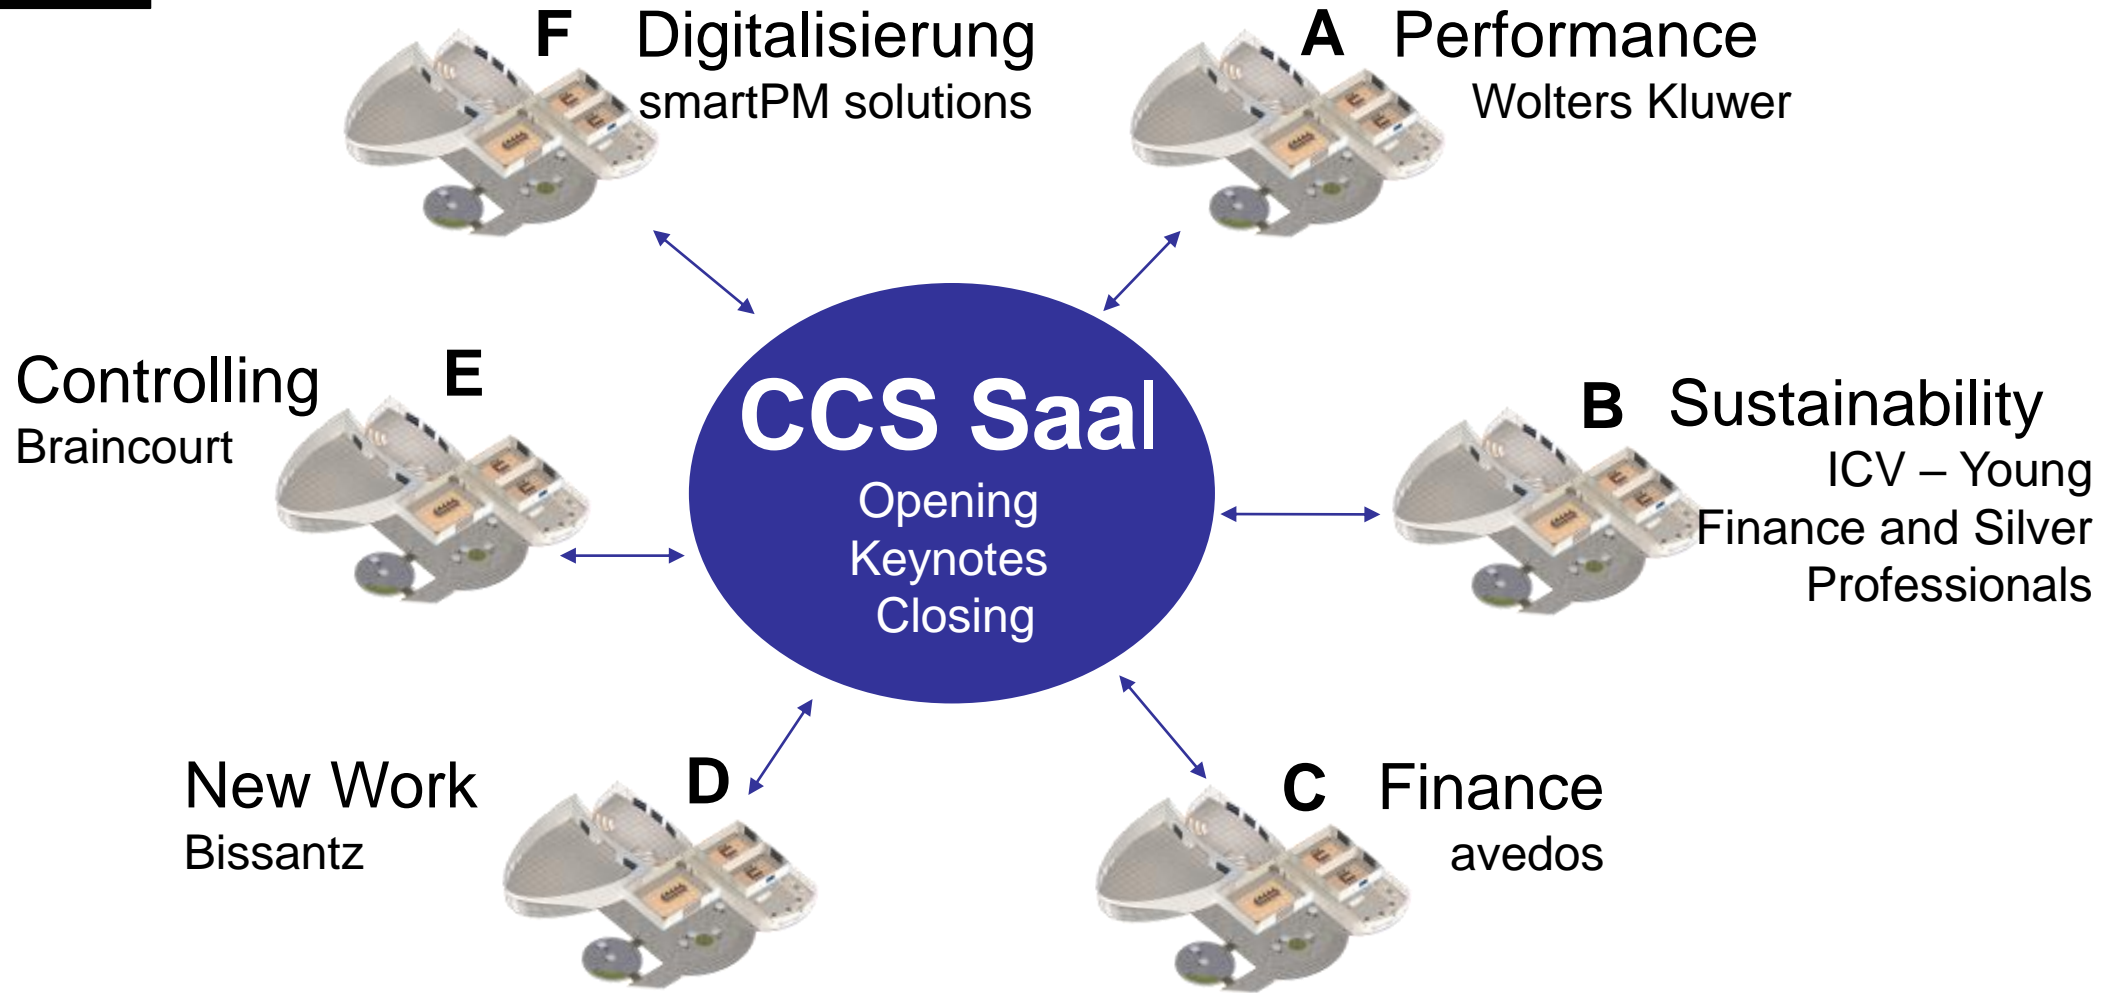 F Digitalisierung
smartPM solutions
A Performance
Wolters Kluwer
Controlling E
Braincourt
CCS Saal
Opening
Keynotes
Closing
B Sustainability
ICV – Young
Finance and Silver
Professionals
New Work D
Bissantz
C Finance
avedos